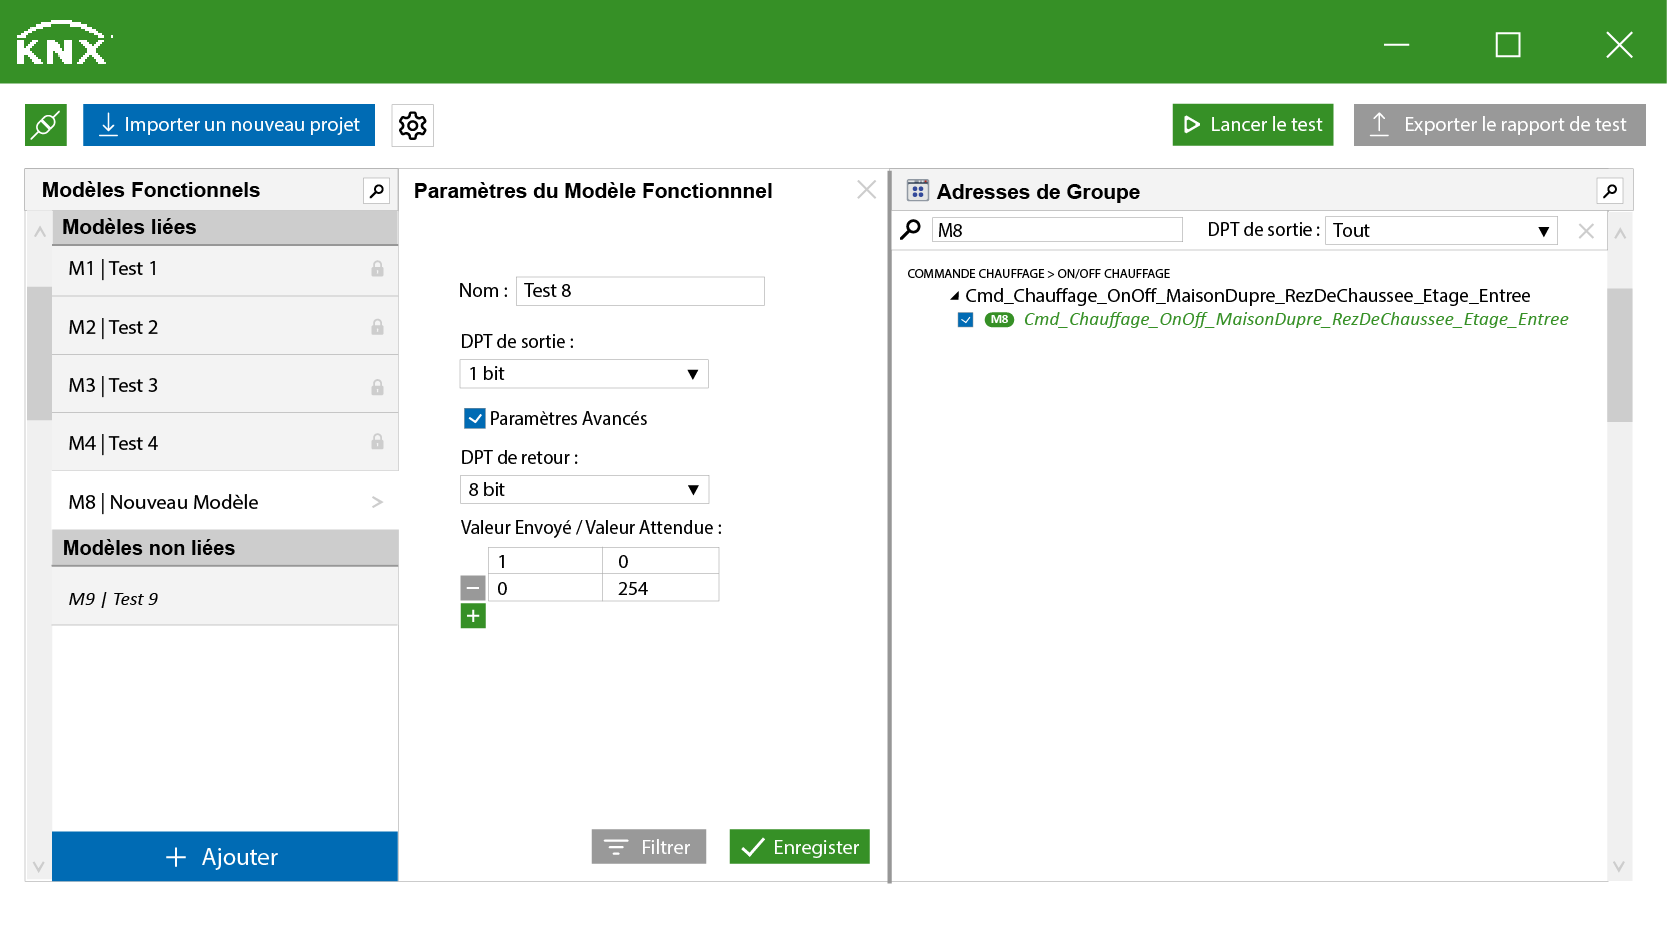 KNX
Importer un nouveau projet
Lancer le test
Exporter le rapport de test
Modèles Fonctionnels
Modèles liées
M1 | Test 1
M2 | Test 2
M3 | Test 3
M4 | Test 4
M8 | Nouveau Modèle
Modèles non liées
M9 | Test 9
Ajouter
Paramètres du Modèle Fonctionnnel
Nom : Test 8
DPT de sortie :
1 bit
Paramètres Avancés
DPT de retour :
8 bit
Valeur Envoyé / Valeur Attendue :
1 0
0 254
Filtrer
Enregister
Adresses de Groupe
M8 DPT de sortie : Tout
COMMANDE CHAUFFAGE > ON/OFF CHAUFFAGE
Cmd_Chauffage_OnOff_MaisonDupre_RezDeChaussee_Etage_Entree
M8 Cmd_Chauffage_OnOff_MaisonDupre_RezDeChaussee_Etage_Entree